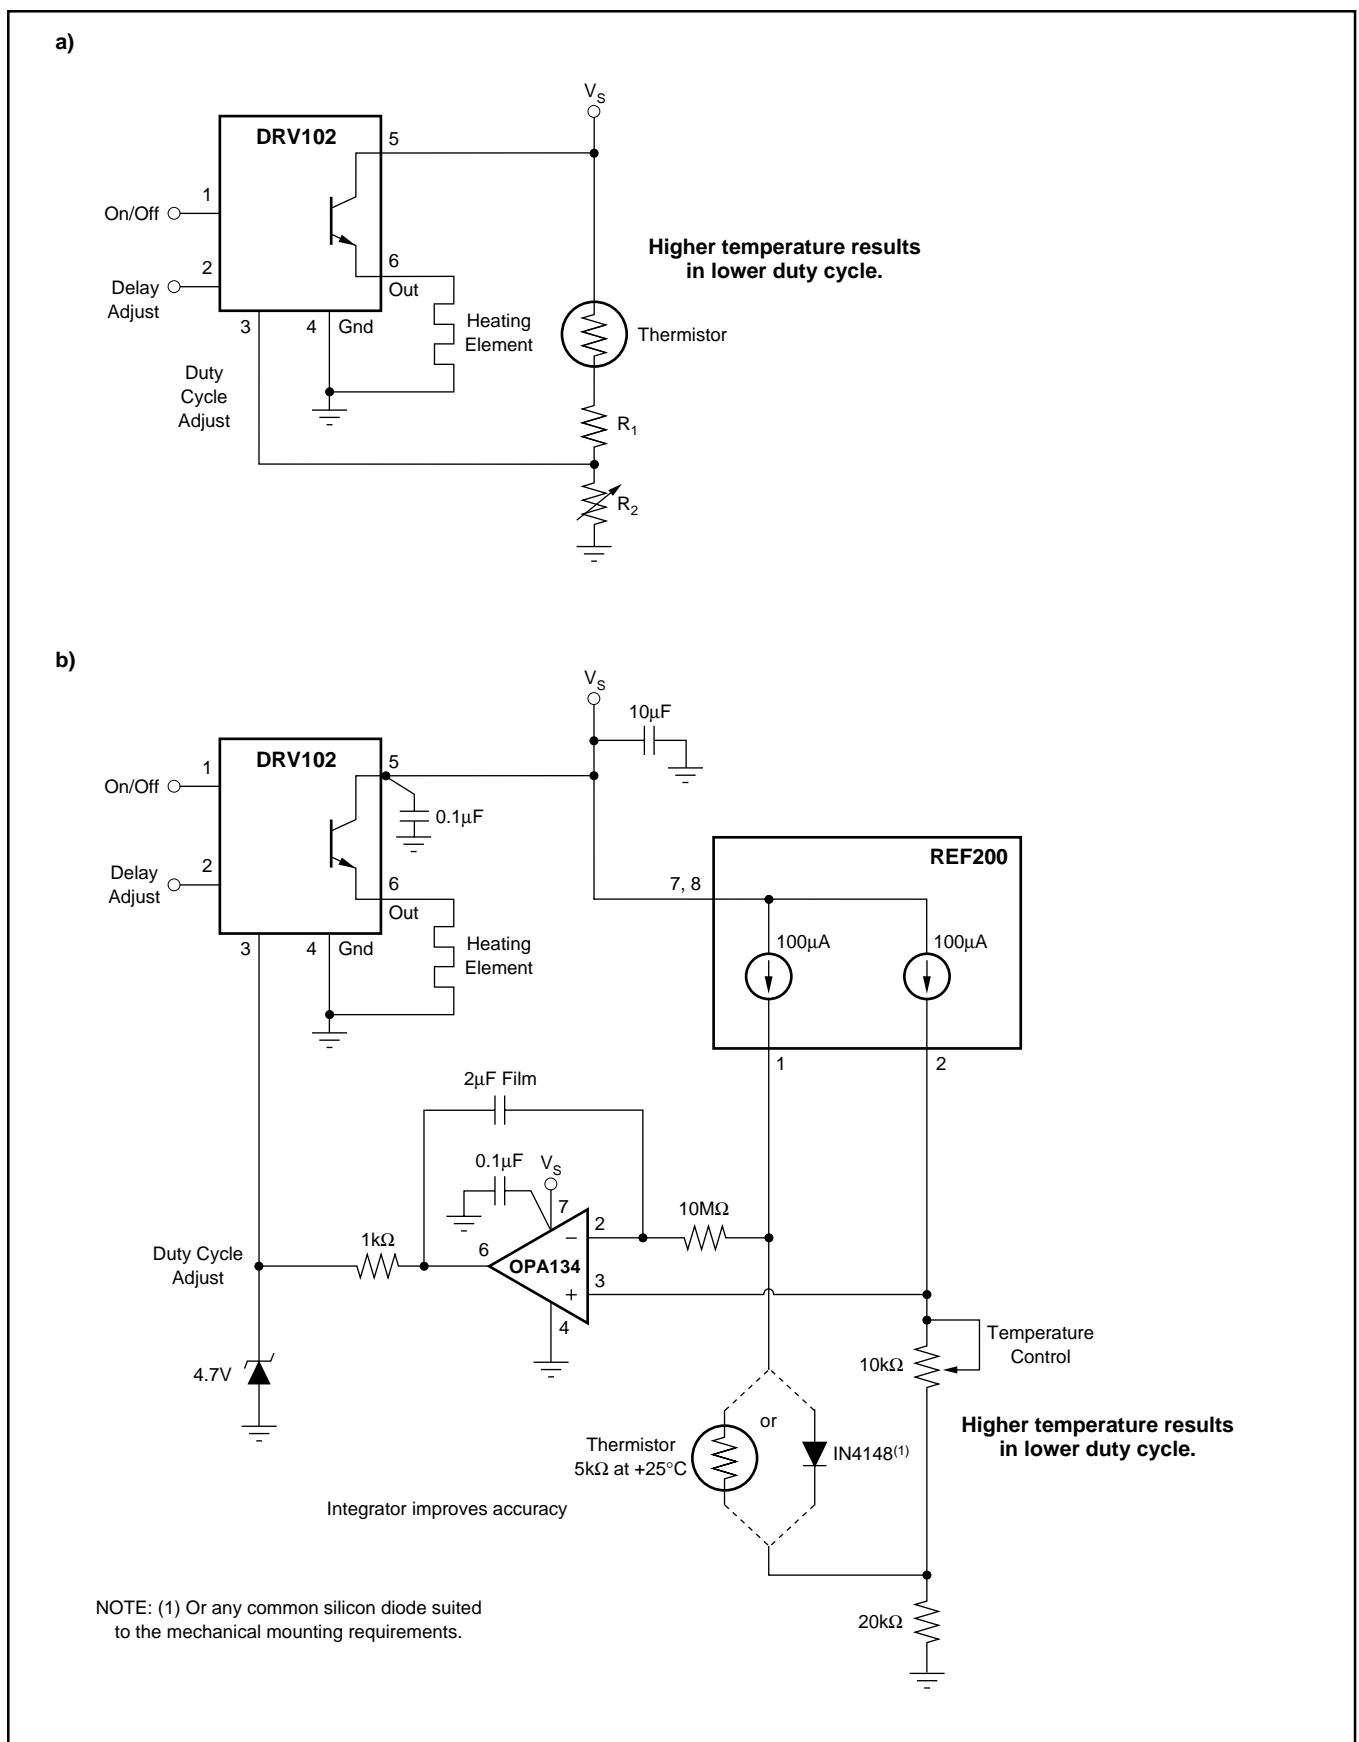 a)
V_S
DRV102
5
1
On/Off
2
Delay
Adjust
6
Out
3
4
Gnd
Heating
Element
Duty
Cycle
Adjust
Higher temperature results
in lower duty cycle.
Thermistor
R_1
R_2
b)
V_S
10μF
DRV102
5
1
On/Off
0.1μF
2
Delay
Adjust
6
Out
3
4
Gnd
Heating
Element
REF200
7, 8
100μA
100μA
1
2
2μF Film
0.1μF
V_S
7
2
10MΩ
1kΩ
6
–
OPA134
+
3
4
Duty Cycle
Adjust
4.7V
Temperature
Control
10kΩ
or
Thermistor
5kΩ at +25°C
IN4148(1)
Higher temperature results
in lower duty cycle.
Integrator improves accuracy
20kΩ
NOTE: (1) Or any common silicon diode suited
to the mechanical mounting requirements.